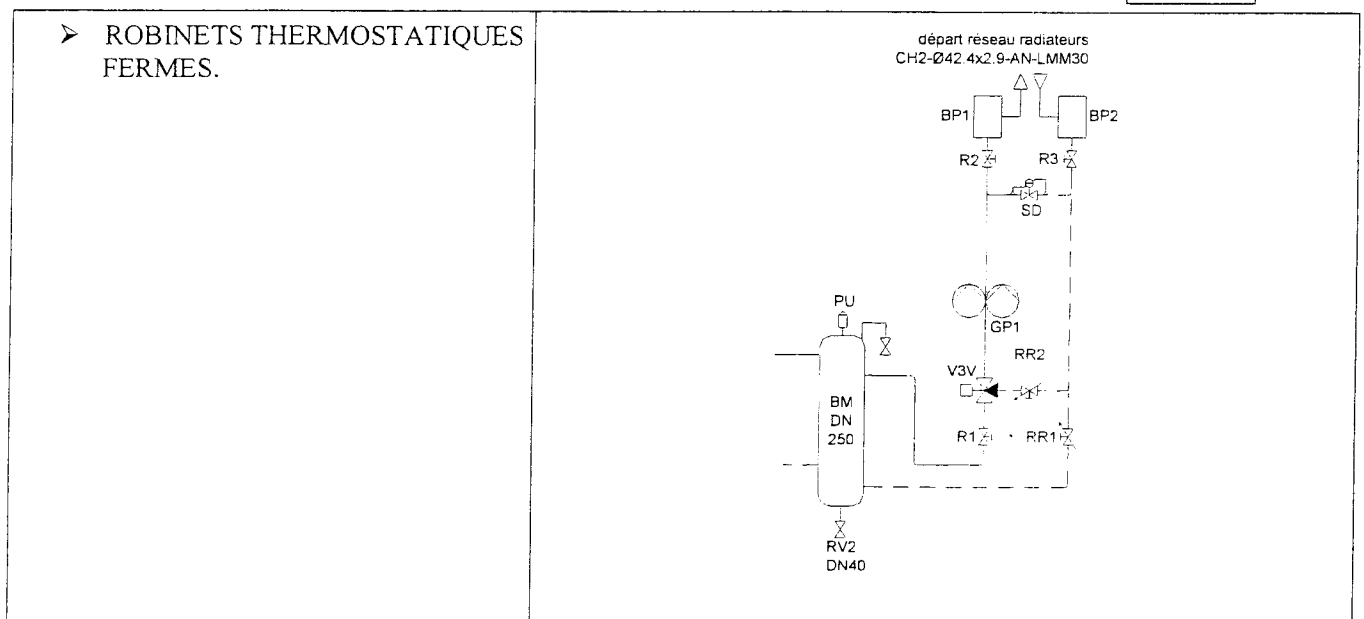 ➢ ROBINETS THERMOSTATIQUES
FERMES.
départ réseau radiateurs
CH2-Ø42.4x2.9-AN-LMM30
BP1
BP2
R2
R3
SD
PU
GP1
RR2
V3V
BM
DN
250
R1
RR1
RV2
DN40